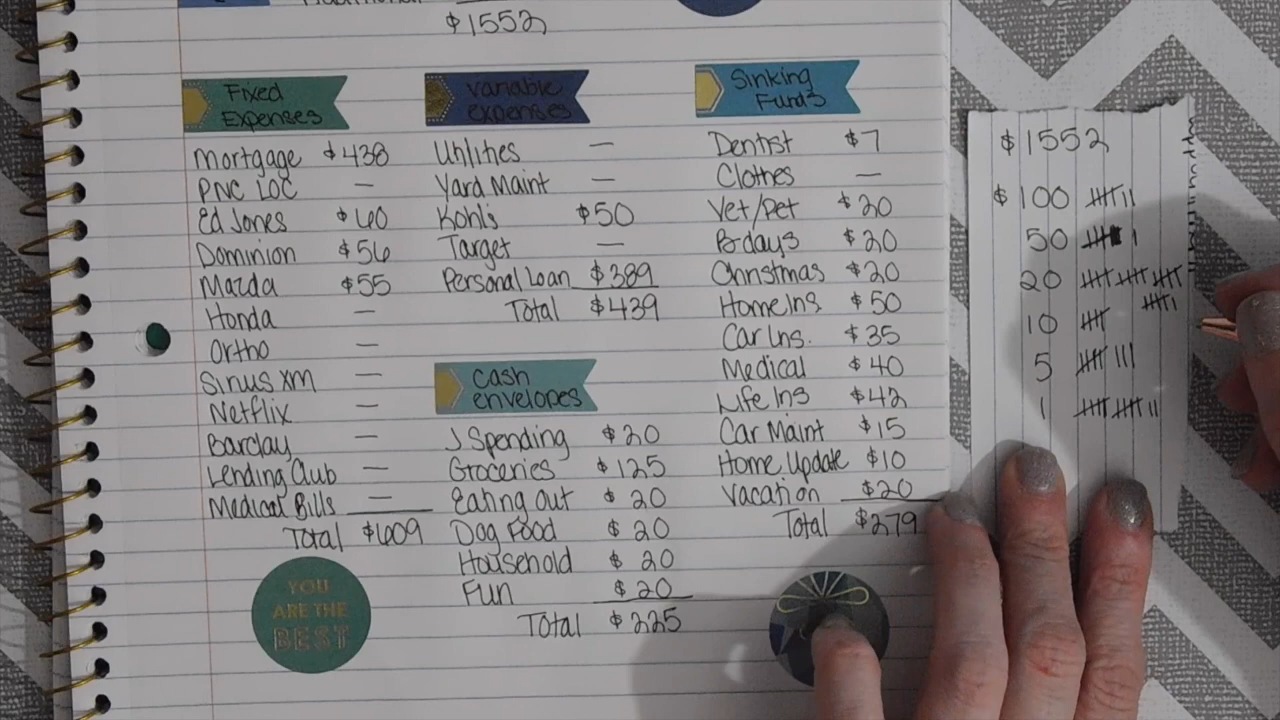 $1552
Fixed Expenses
Mortgage $438
PNC LOC —
Ed Jones $60
Dominion $56
Mazda $55
Honda —
Ortho —
Sirius xm —
Netflix —
Barclay —
Lending Club —
Medical Bills —
Total $609
YOU
ARE THE
BEST
Variable expenses
Utilities —
Yard Maint —
Kohl's $50
Target —
Personal Loan $389
Total $439
Cash envelopes
J Spending $20
Groceries $125
Eating out $20
Dog Food $20
Household $20
Fun $20
Total $225
Sinking Funds
Dentist $7
Clothes —
Vet/Pet $20
B-days $20
Christmas $20
Home Ins $50
Car Ins. $35
Medical $40
Life Ins $42
Car Maint $15
Home Update $10
Vacation $20
Total $279
$1552
$ 100
50
20
10
5
1